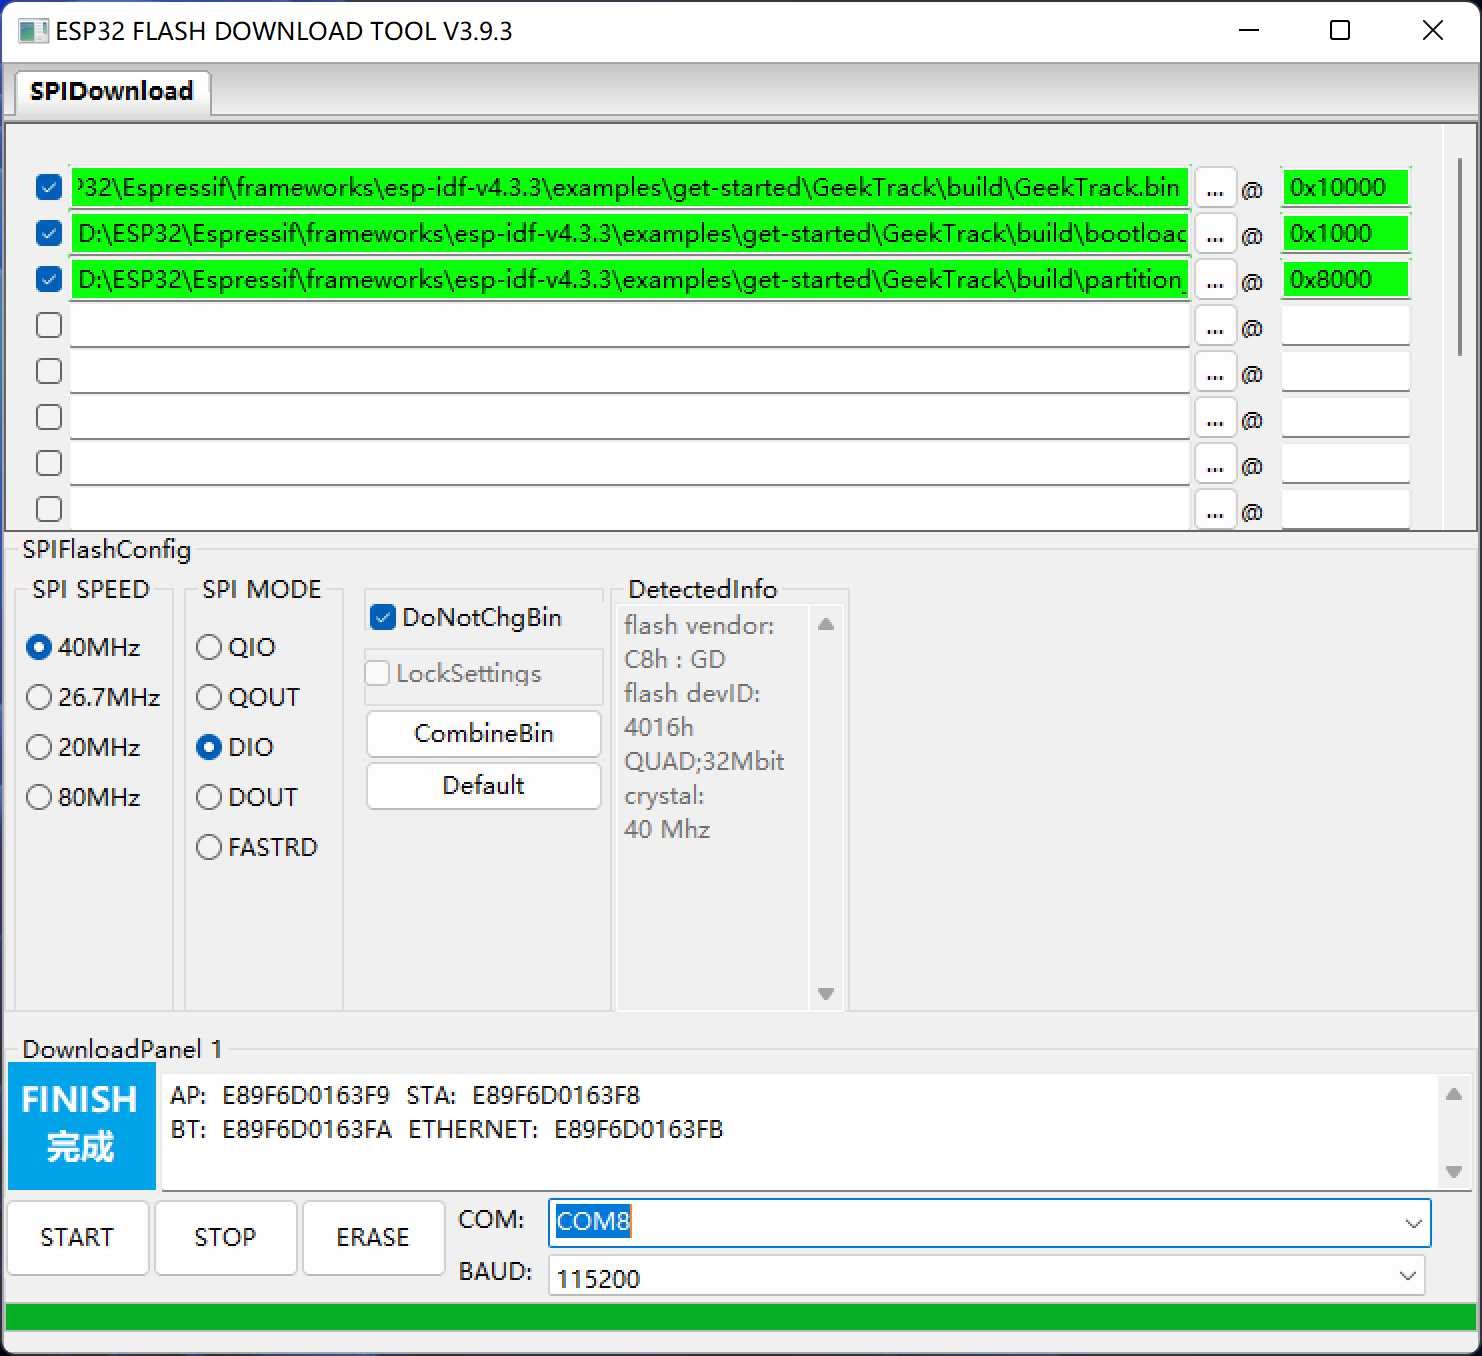 ESP32 FLASH DOWNLOAD TOOL V3.9.3
SPIDownload
32\Espressif\frameworks\esp-idf-v4.3.3\examples\get-started\GeekTrack\build\GeekTrack.bin ... @ 0x10000
D:\ESP32\Espressif\frameworks\esp-idf-v4.3.3\examples\get-started\GeekTrack\build\bootloac ... @ 0x1000
D:\ESP32\Espressif\frameworks\esp-idf-v4.3.3\examples\get-started\GeekTrack\build\partition_ ... @ 0x8000
... @
... @
... @
... @
... @
SPIFlashConfig
SPI SPEED
40MHz
26.7MHz
20MHz
80MHz
SPI MODE
QIO
QOUT
DIO
DOUT
FASTRD
DoNotChgBin
LockSettings
CombineBin
Default
DetectedInfo
flash vendor:
C8h : GD
flash devID:
4016h
QUAD;32Mbit
crystal:
40 Mhz
DownloadPanel 1
FINISH
完成
AP: E89F6D0163F9 STA: E89F6D0163F8
BT: E89F6D0163FA ETHERNET: E89F6D0163FB
START
STOP
ERASE
COM: COM8
BAUD: 115200